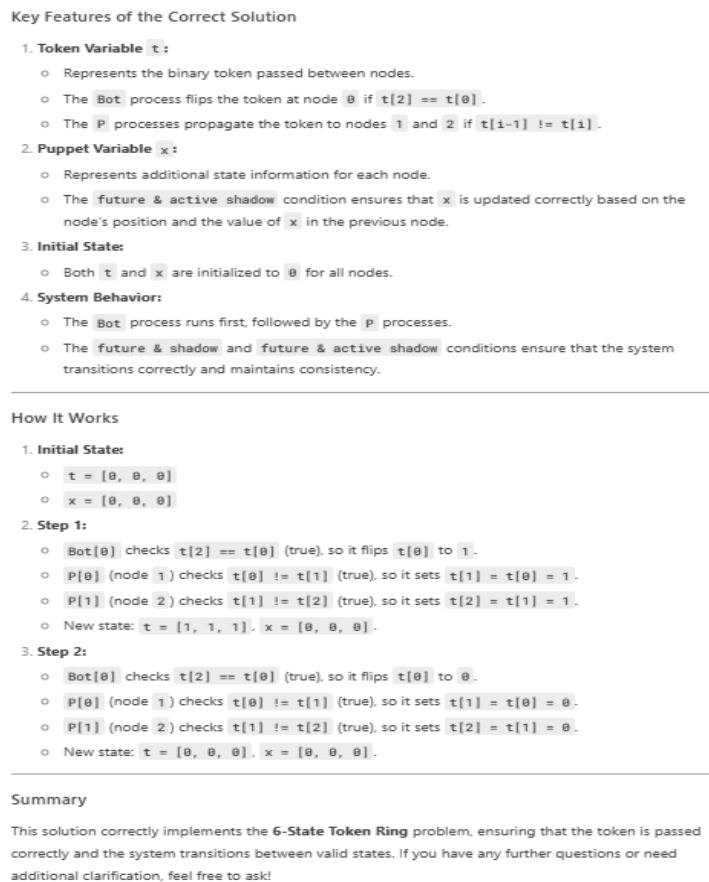 Key Features of the Correct Solution
1. Token Variable t :
o Represents the binary token passed between nodes.
o The Bot process flips the token at node 0 if t[2] == t[0] .
o The P processes propagate the token to nodes 1 and 2 if t[i-1] != t[i] .
2. Puppet Variable x :
o Represents additional state information for each node.
o The future & active shadow condition ensures that x is updated correctly based on the
node's position and the value of x in the previous node.
3. Initial State:
o Both t and x are initialized to 0 for all nodes.
4. System Behavior:
o The Bot process runs first, followed by the P processes.
o The future & shadow and future & active shadow conditions ensure that the system
transitions correctly and maintains consistency.
How It Works
1. Initial State:
o t = [0, 0, 0]
o x = [0, 0, 0]
2. Step 1:
o Bot[0] checks t[2] == t[0] (true), so it flips t[0] to 1 .
o P[0] (node 1 ) checks t[0] != t[1] (true), so it sets t[1] = t[0] = 1 .
o P[1] (node 2 ) checks t[1] != t[2] (true), so it sets t[2] = t[1] = 1 .
o New state: t = [1, 1, 1] , x = [0, 0, 0] .
3. Step 2:
o Bot[0] checks t[2] == t[0] (true), so it flips t[0] to 0 .
o P[0] (node 1 ) checks t[0] != t[1] (true), so it sets t[1] = t[0] = 0 .
o P[1] (node 2 ) checks t[1] != t[2] (true), so it sets t[2] = t[1] = 0 .
o New state: t = [0, 0, 0] , x = [0, 0, 0] .
Summary
This solution correctly implements the 6-State Token Ring problem, ensuring that the token is passed
correctly and the system transitions between valid states. If you have any further questions or need
additional clarification, feel free to ask!